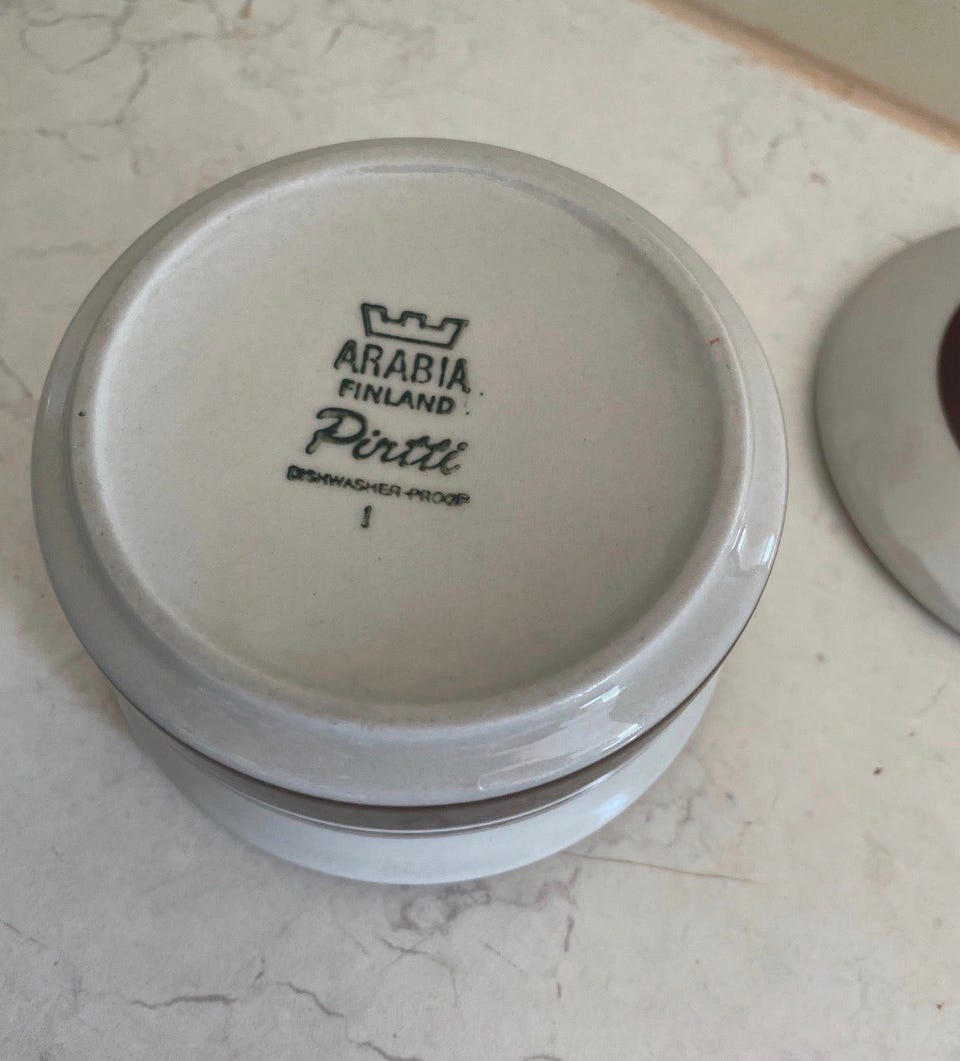 ARABIA
FINLAND
Pirtti
DISHWASHER-PROOF
1